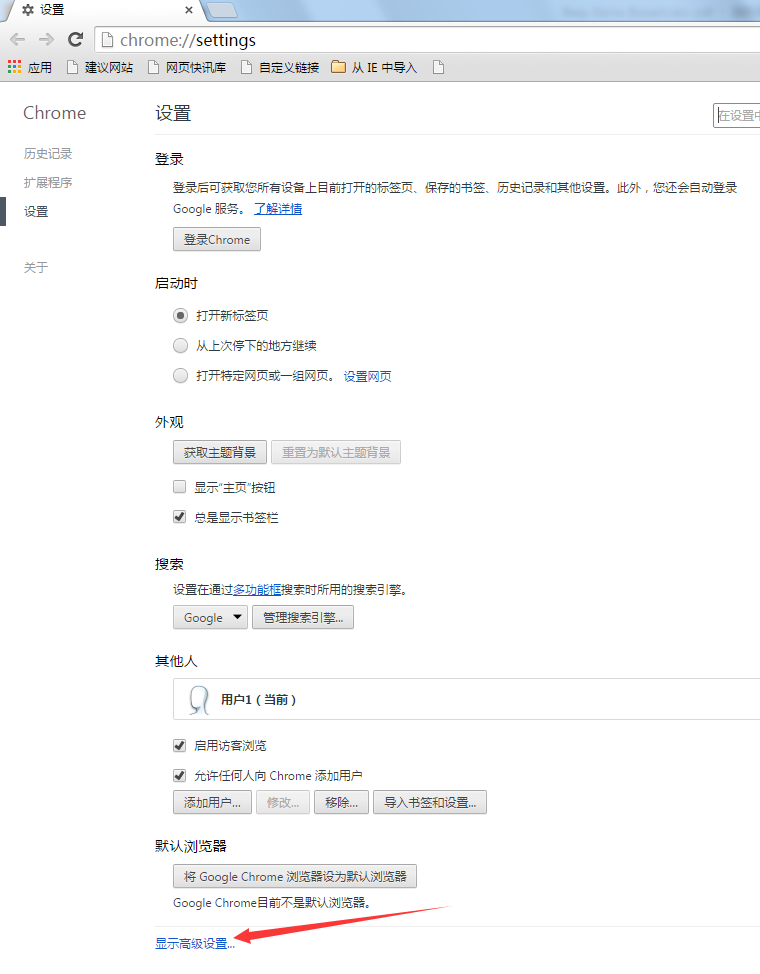 设置
chrome://settings
应用 建议网站 网页快讯库 自定义链接 从 IE 中导入
Chrome
设置
在设置中
历史记录
扩展程序
设置
关于
登录
登录后可获取您所有设备上目前打开的标签页、保存的书签、历史记录和其他设置。此外，您还会自动登录
Google 服务。 了解详情
登录Chrome
启动时
打开新标签页
从上次停下的地方继续
打开特定网页或一组网页。 设置网页
外观
获取主题背景 重置为默认主题背景
显示“主页”按钮
总是显示书签栏
搜索
设置在通过多功能框搜索时所用的搜索引擎。
Google 管理搜索引擎...
其他人
用户1（当前）
启用访客浏览
允许任何人向 Chrome 添加用户
添加用户... 修改... 移除... 导入书签和设置...
默认浏览器
将 Google Chrome 浏览器设为默认浏览器
Google Chrome目前不是默认浏览器。
显示高级设置...